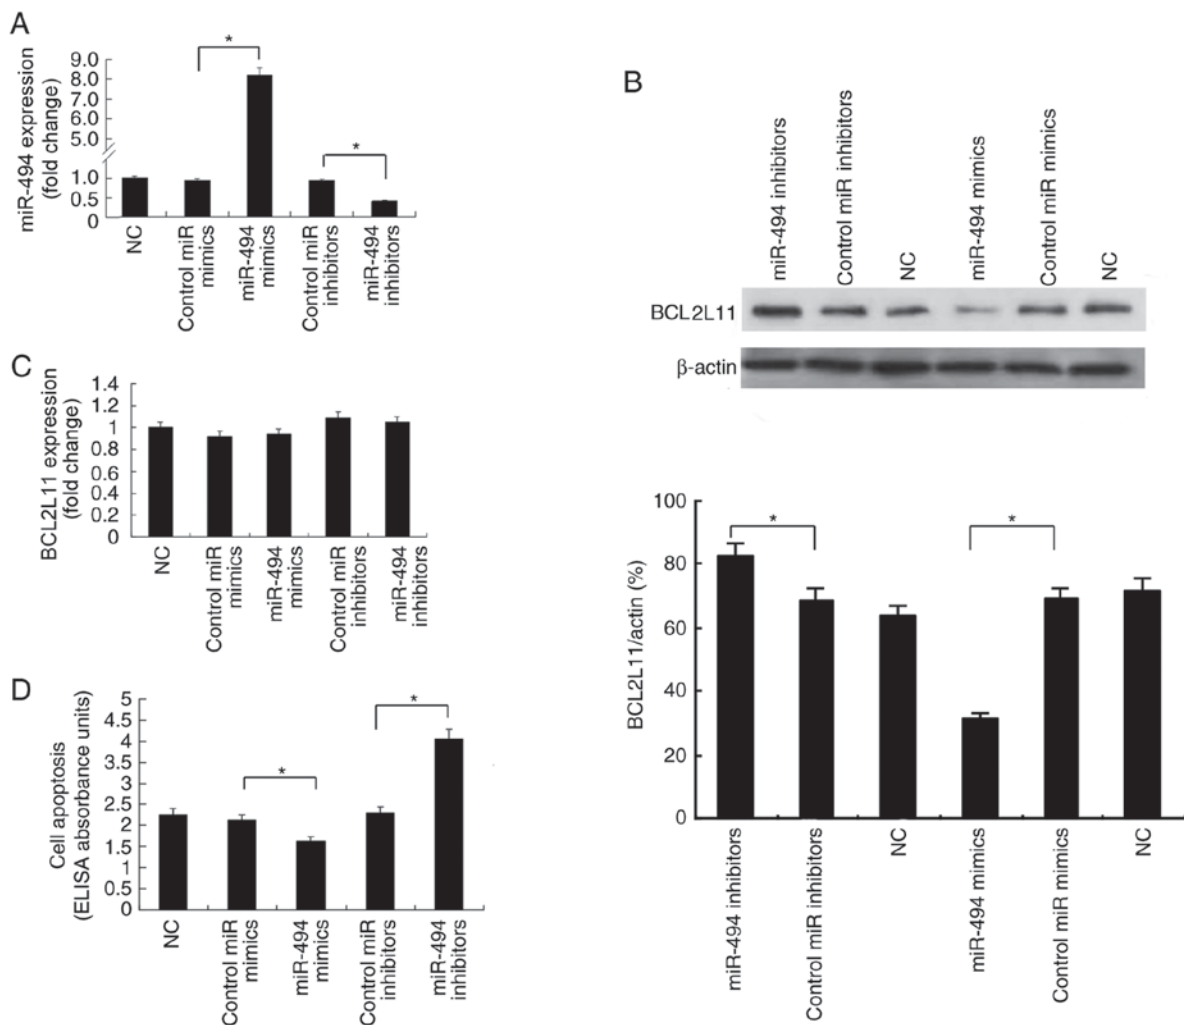 A
miR-494 expression
(fold change)
9.0
8.0
7.0
6.0
5.0
1.0
0.5
0
*
*
NC
Control miR
mimics
miR-494
mimics
Control miR
inhibitors
miR-494
inhibitors
B
miR-494 inhibitors
Control miR inhibitors
NC
miR-494 mimics
Control miR mimics
NC
BCL2L11
β-actin
BCL2L11/actin (%)
100
80
60
40
20
0
*
*
miR-494 inhibitors
Control miR inhibitors
NC
miR-494 mimics
Control miR mimics
NC
C
BCL2L11 expression
(fold change)
1.4
1.2
1
0.8
0.6
0.4
0.2
0
NC
Control miR
mimics
miR-494
mimics
Control miR
inhibitors
miR-494
inhibitors
D
Cell apoptosis
(ELISA absorbance units)
5
4
3
2.5
2
1.5
1
0.5
0
*
*
NC
Control miR
mimics
miR-494
mimics
Control miR
inhibitors
miR-494
inhibitors